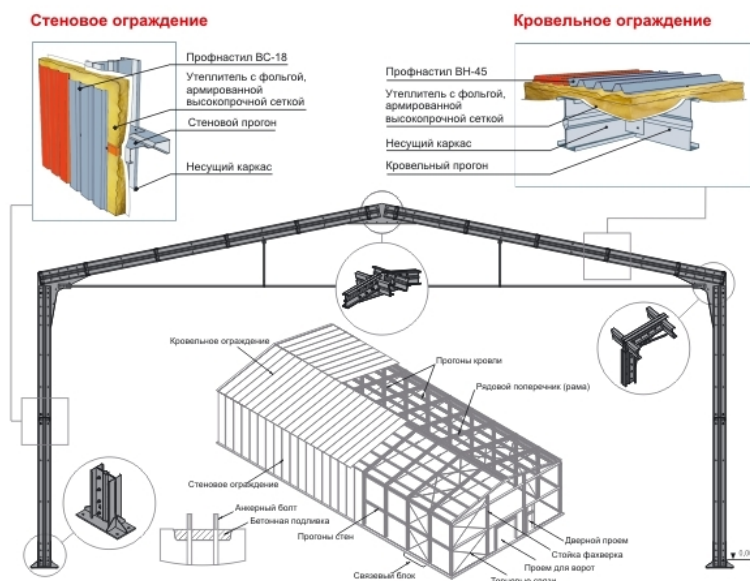 Стеновое ограждение
Кровельное ограждение
Профнастил ВС-18
Утеплитель с фольгой,
армированной
высокопрочной сеткой
Стеновой прогон
Несущий каркас
Профнастил ВН-45
Утеплитель с фольгой,
армированной
высокопрочной сеткой
Несущий каркас
Кровельный прогон
Кровельное ограждение
Прогоны кровли
Рядовой поперечник (рама)
Стеновое ограждение
Анкерный болт
Бетонная подливка
Прогоны стен
Связевый блок
Дверной проем
Стойка фахверка
Проем для ворот